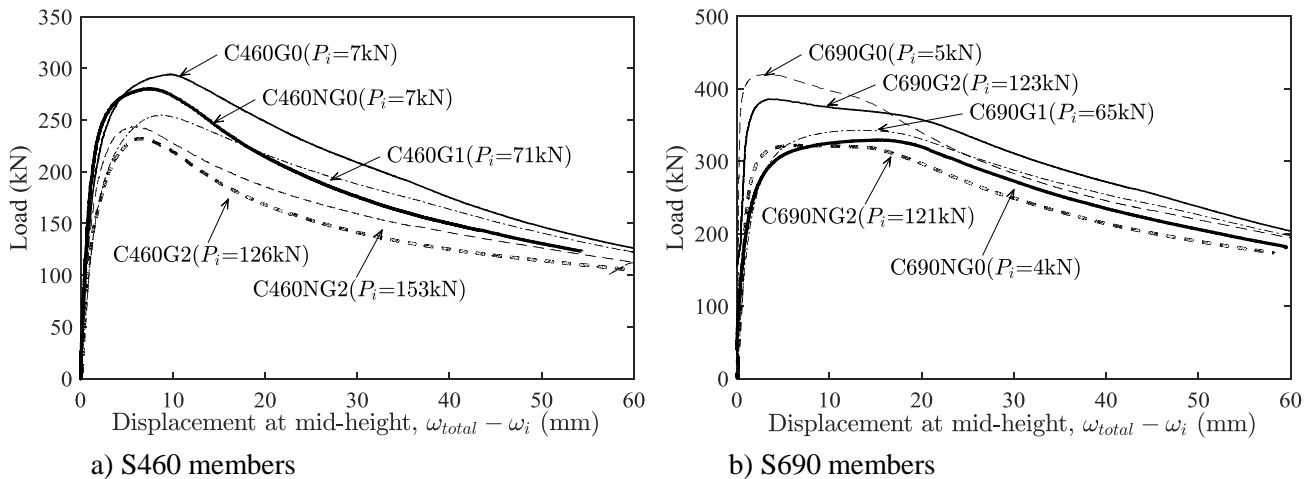 350
300
250
200
150
100
50
0
Load (kN)
C460G0(P_i=7kN)
C460NG0(P_i=7kN)
C460G1(P_i=71kN)
C460G2(P_i=126kN)
C460NG2(P_i=153kN)
0 10 20 30 40 50 60
Displacement at mid-height, ω_total − ω_i (mm)
a) S460 members
500
400
300
200
100
0
Load (kN)
C690G0(P_i=5kN)
C690G2(P_i=123kN)
C690G1(P_i=65kN)
C690NG2(P_i=121kN)
C690NG0(P_i=4kN)
0 10 20 30 40 50 60
Displacement at mid-height, ω_total − ω_i (mm)
b) S690 members